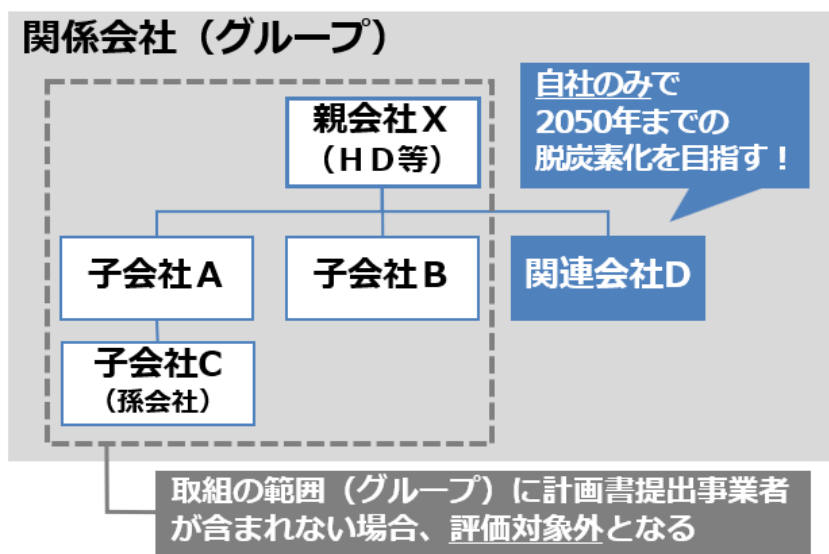 関係会社（グループ）
親会社Ｘ
（ＨＤ等）
自社のみで
2050年までの
脱炭素化を目指す！
子会社Ａ
子会社Ｂ
関連会社D
子会社C
（孫会社）
取組の範囲（グループ）に計画書提出事業者
が含まれない場合、評価対象外となる